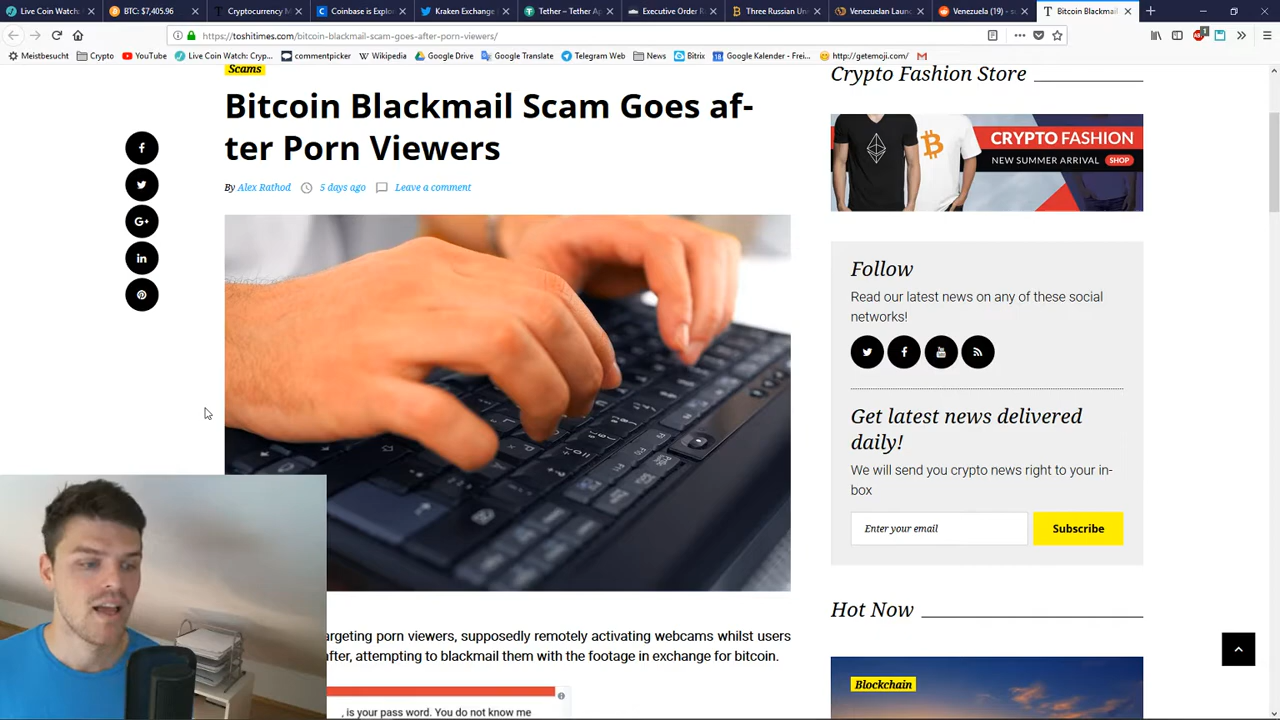 Live Coin Watch:
BTC: $7,405.96
Cryptocurrency M
Coinbase is Explo
Kraken Exchange
Tether – Tether Ap
Executive Order R
Three Russian Un
Venezuelan Laun
Venezuela (19) – s
Bitcoin Blackmail
https://toshitimes.com/bitcoin-blackmail-scam-goes-after-porn-viewers/
Meistbesucht
Crypto
YouTube
Live Coin Watch: Cryp...
commentpicker
Wikipedia
Google Drive
Google Translate
Telegram Web
News
Bitrix
Google Kalender - Frei...
http://getemoji.com/
Scams
Bitcoin Blackmail Scam Goes af-
ter Porn Viewers
By Alex Rathod 5 days ago Leave a comment
argeting porn viewers, supposedly remotely activating webcams whilst users
after, attempting to blackmail them with the footage in exchange for bitcoin.
, is your pass word. You do not know me
Crypto Fashion Store
CRYPTO FASHION
NEW SUMMER ARRIVAL SHOP
Follow
Read our latest news on any of these social
networks!
Get latest news delivered
daily!
We will send you crypto news right to your in-
box
Enter your email
Subscribe
Hot Now
Blockchain